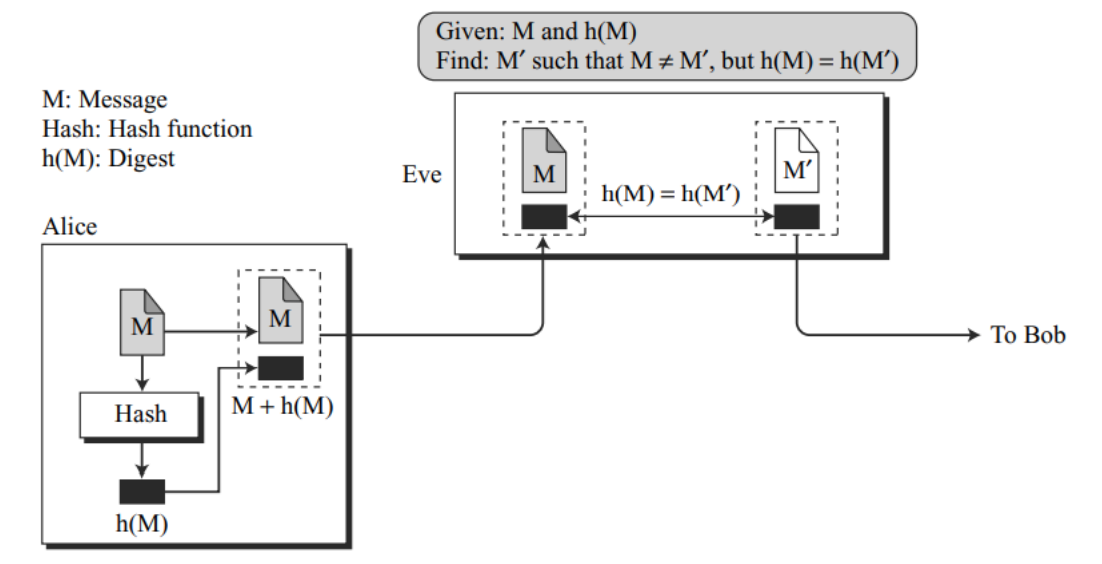 Given: M and h(M)
Find: M′ such that M ≠ M′, but h(M) = h(M′)
M: Message
Hash: Hash function
h(M): Digest
Eve
M
M′
h(M) = h(M′)
Alice
M
M
Hash
M + h(M)
h(M)
To Bob